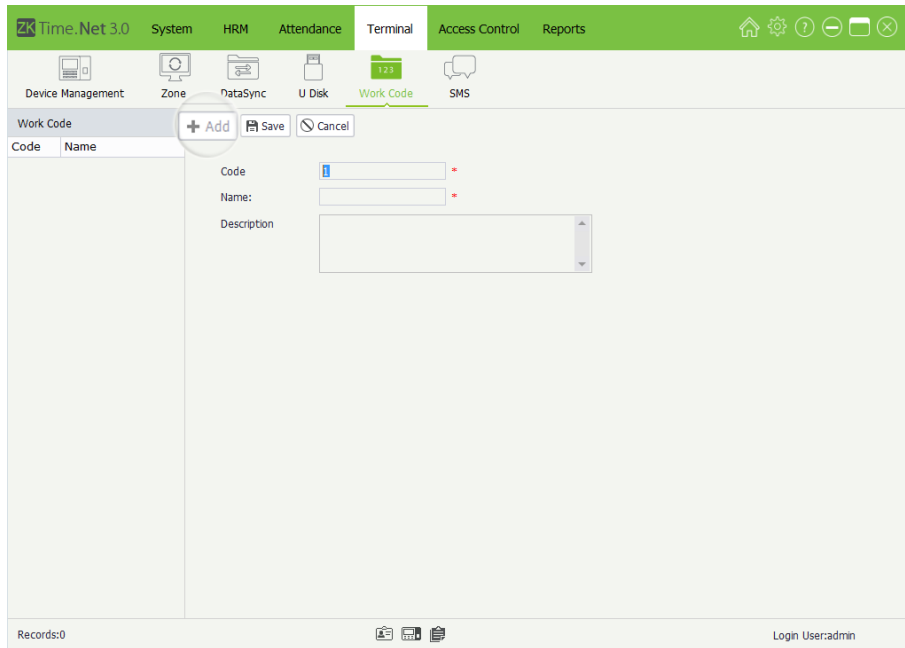 ZK Time.Net 3.0 System HRM Attendance Terminal Access Control Reports
Device Management Zone DataSync U Disk 123 Work Code SMS
Work Code + Add Save Cancel
Code Name
Code 1 *
Name: *
Description
Records:0 Login User:admin